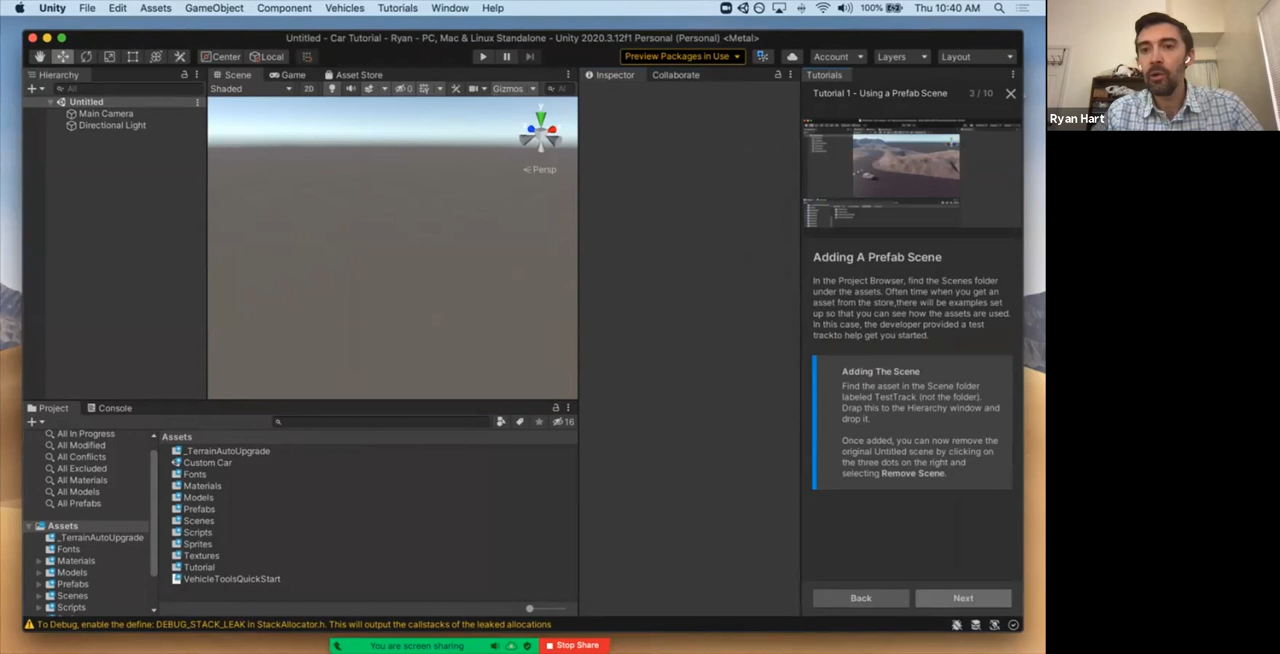 Unity File Edit Assets GameObject Component Vehicles Tutorials Window Help
100% Thu 10:40 AM
Untitled - Car Tutorial - Ryan - PC, Mac & Linux Standalone - Unity 2020.3.12f1 Personal (Personal) <Metal>
Center Local Preview Packages in Use Account Layers Layout
Hierarchy Scene Game Asset Store Inspector Collaborate Tutorials
All Shaded 2D 0 Gizmos All
Untitled
Main Camera
Directional Light
Persp
Tutorial 1 - Using a Prefab Scene 3 / 10
Ryan Hart
Adding A Prefab Scene
In the Project Browser, find the Scenes folder
under the assets. Often time when you get an
asset from the store,there will be examples set
up so that you can see how the assets are used.
In this case, the developer provided a test
trackto help get you started.
Adding The Scene
Find the asset in the Scene folder
labeled TestTrack (not the folder).
Drap this to the Hierarchy window and
drop it.
Once added, you can now remove the
original Untitled scene by clicking on
the three dots on the right and
selecting Remove Scene.
Back Next
Project Console
16
All In Progress
All Modified
All Conflicts
All Excluded
All Materials
All Models
All Prefabs
Assets
_TerrainAutoUpgrade
Fonts
Materials
Models
Prefabs
Scenes
Scripts
Assets
_TerrainAutoUpgrade
Custom Car
Fonts
Materials
Models
Prefabs
Scenes
Scripts
Sprites
Textures
Tutorial
VehicleToolsQuickStart
To Debug, enable the define: DEBUG_STACK_LEAK in StackAllocator.h. This will output the callstacks of the leaked allocations
You are screen sharing Stop Share